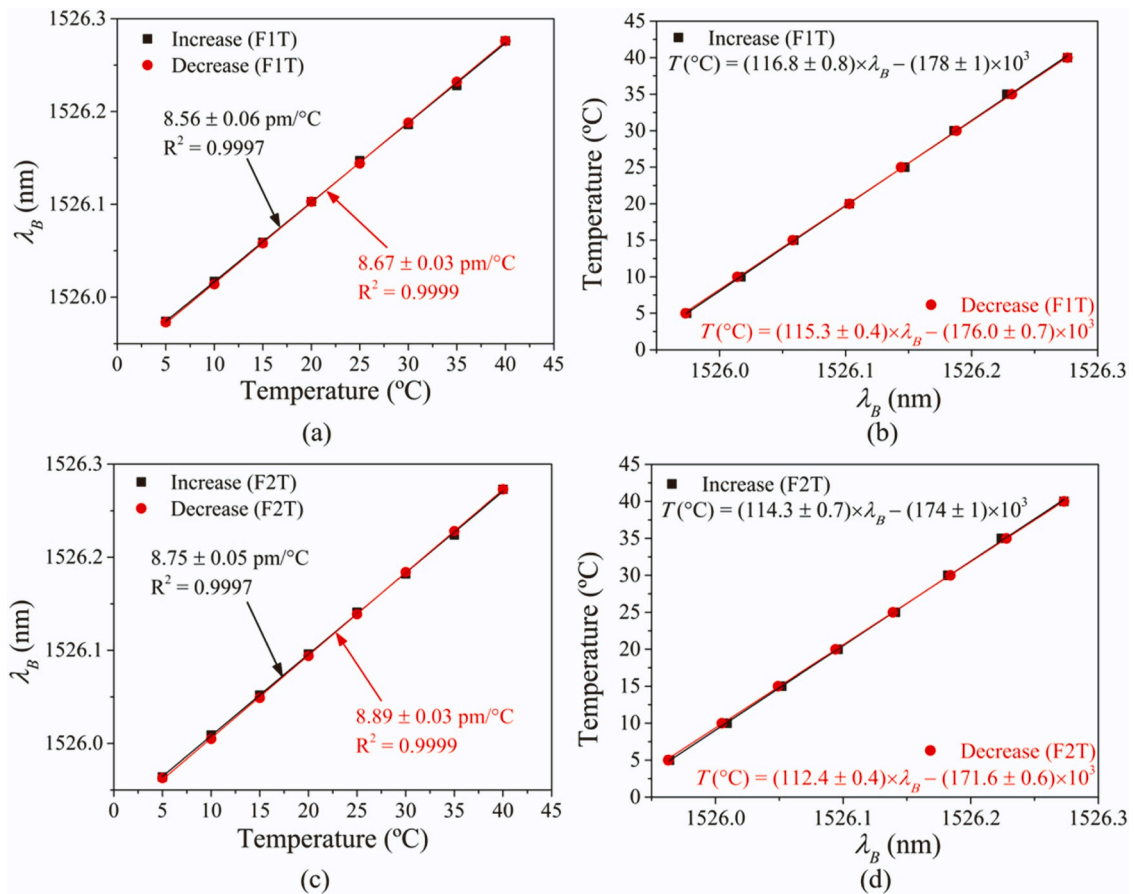 1526.3
1526.2
1526.1
1526.0
λB (nm)
Increase (F1T)
Decrease (F1T)
8.56 ± 0.06 pm/°C
R² = 0.9997
8.67 ± 0.03 pm/°C
R² = 0.9999
0 5 10 15 20 25 30 35 40 45
Temperature (ºC)
(a)
45
40
35
30
25
20
15
10
5
0
Temperature (ºC)
Increase (F1T)
T(°C) = (116.8 ± 0.8)×λB − (178 ± 1)×10³
Decrease (F1T)
T(°C) = (115.3 ± 0.4)×λB − (176.0 ± 0.7)×10³
1526.0 1526.1 1526.2 1526.3
λB (nm)
(b)
1526.3
1526.2
1526.1
1526.0
λB (nm)
Increase (F2T)
Decrease (F2T)
8.75 ± 0.05 pm/°C
R² = 0.9997
8.89 ± 0.03 pm/°C
R² = 0.9999
0 5 10 15 20 25 30 35 40 45
Temperature (ºC)
(c)
45
40
35
30
25
20
15
10
5
0
Temperature (°C)
Increase (F2T)
T(°C) = (114.3 ± 0.7)×λB − (174 ± 1)×10³
Decrease (F2T)
T(°C) = (112.4 ± 0.4)×λB − (171.6 ± 0.6)×10³
1526.0 1526.1 1526.2 1526.3
λB (nm)
(d)